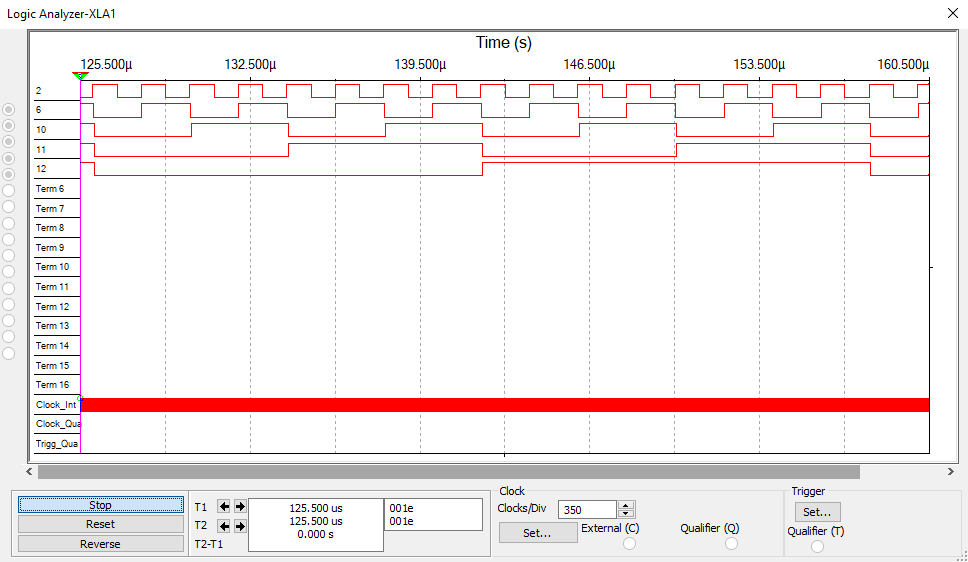 Logic Analyzer-XLA1
Time (s)
125.500µ 132.500µ 139.500µ 146.500µ 153.500µ 160.500µ
2
6
10
11
12
Term 6
Term 7
Term 8
Term 9
Term 10
Term 11
Term 12
Term 13
Term 14
Term 15
Term 16
Clock_Int
Clock_Qua
Trigg_Qua
Stop
Reset
Reverse
T1 125.500 us 001e
T2 125.500 us 001e
T2-T1 0.000 s
Clock
Clocks/Div 350
Set...
External (C) Qualifier (Q)
Trigger
Set...
Qualifier (T)